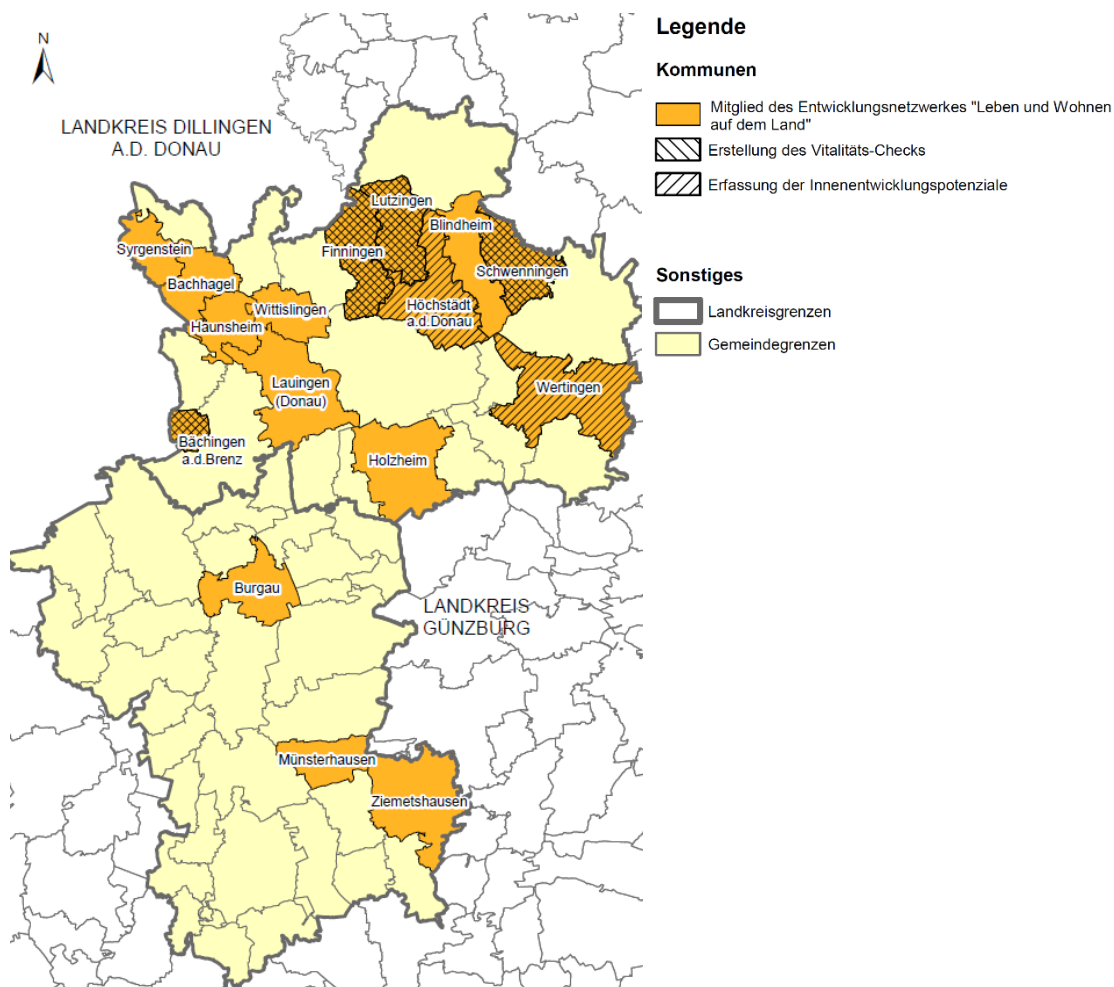 N
LANDKREIS DILLINGEN
A.D. DONAU
Lutzingen
Blindheim
Syrgenstein
Finningen
Schwenningen
Bachhagel
Wittislingen
Höchstädt
a.d.Donau
Haunsheim
Lauingen
(Donau)
Wertingen
Bächingen
a.d.Brenz
Holzheim
Burgau
LANDKREIS
GÜNZBURG
Münsterhausen
Ziemetshausen
Legende
Kommunen
Mitglied des Entwicklungsnetzwerkes "Leben und Wohnen
auf dem Land"
Erstellung des Vitalitäts-Checks
Erfassung der Innenentwicklungspotenziale
Sonstiges
Landkreisgrenzen
Gemeindegrenzen